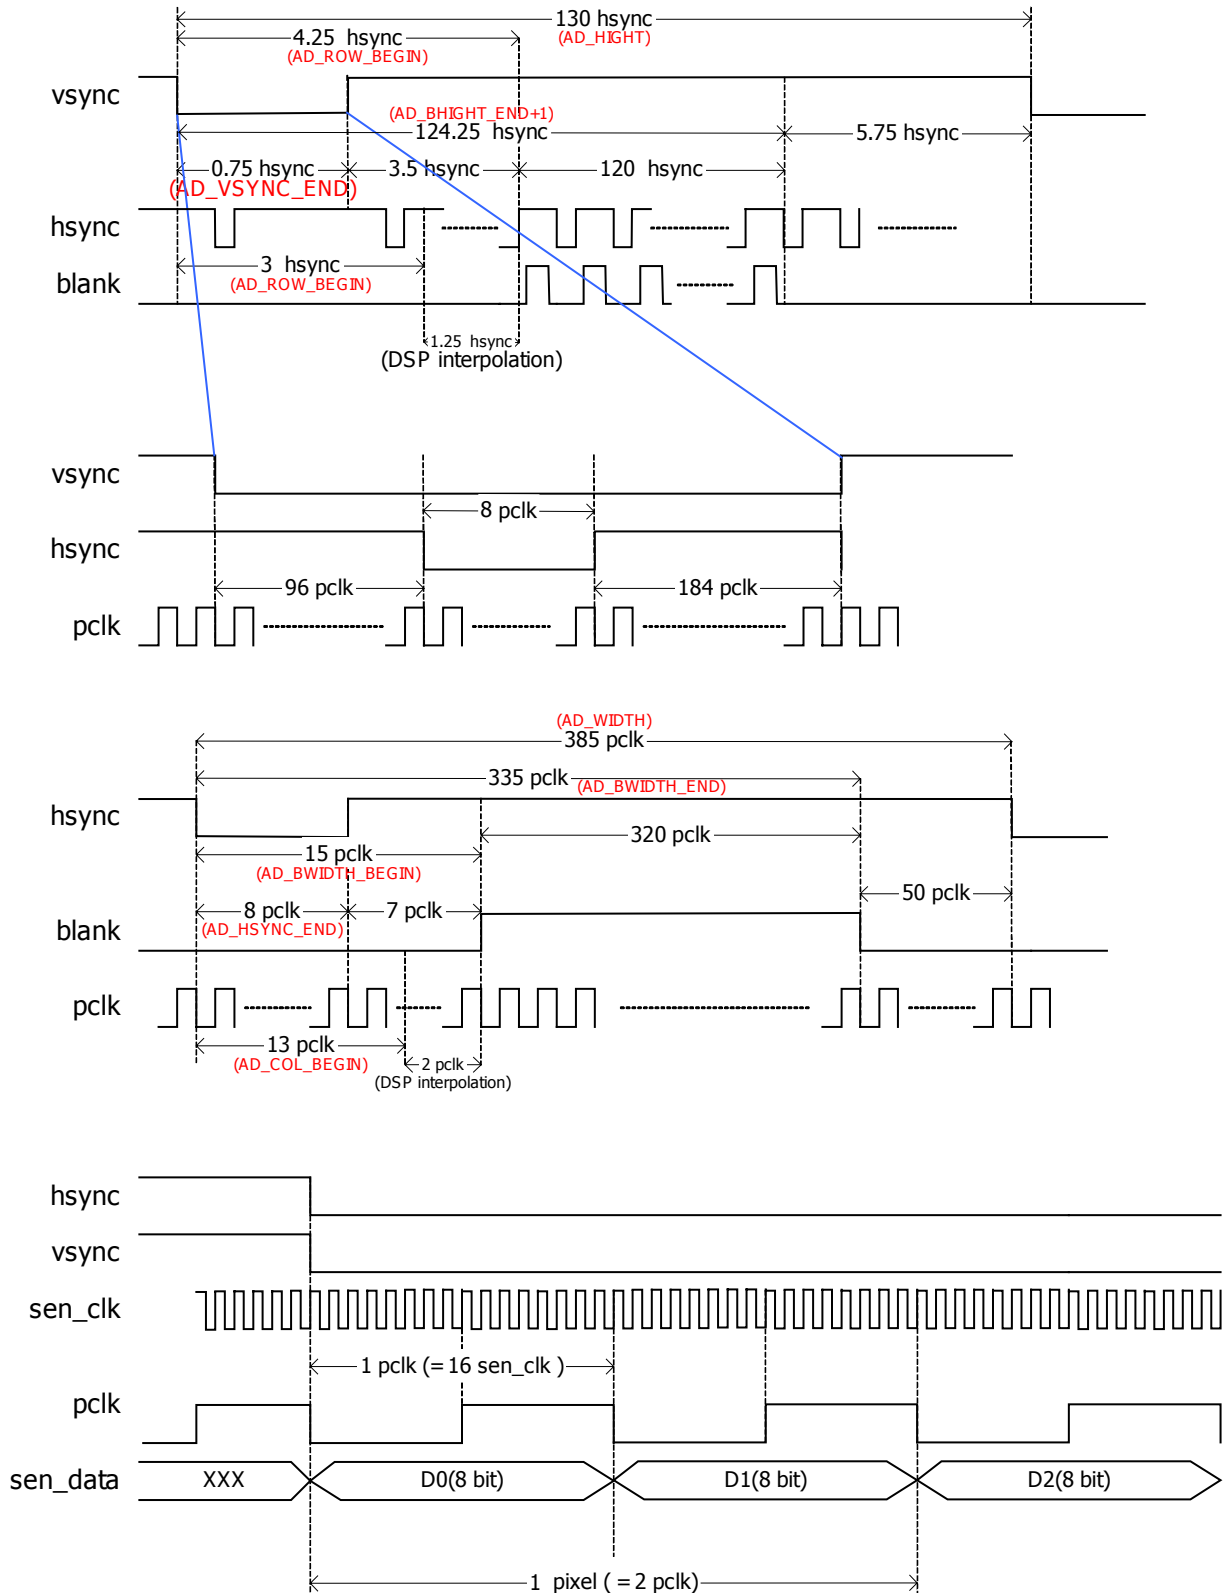 130 hsync
(AD_HIGHT)
4.25 hsync
(AD_ROW_BEGIN)
vsync
(AD_BHIGHT_END+1)
124.25 hsync
5.75 hsync
0.75 hsync
3.5 hsync
120 hsync
(AD_VSYNC_END)
hsync
3 hsync
(AD_ROW_BEGIN)
blank
1.25 hsync
(DSP interpolation)
vsync
8 pclk
hsync
96 pclk
184 pclk
pclk
(AD_WIDTH)
385 pclk
335 pclk
(AD_BWIDTH_END)
hsync
320 pclk
15 pclk
(AD_BWIDTH_BEGIN)
50 pclk
8 pclk
7 pclk
(AD_HSYNC_END)
blank
pclk
13 pclk
(AD_COL_BEGIN)
2 pclk
(DSP interpolation)
hsync
vsync
sen_clk
1 pclk (=16 sen_clk )
pclk
sen_data
XXX
D0(8 bit)
D1(8 bit)
D2(8 bit)
1 pixel ( =2 pclk)